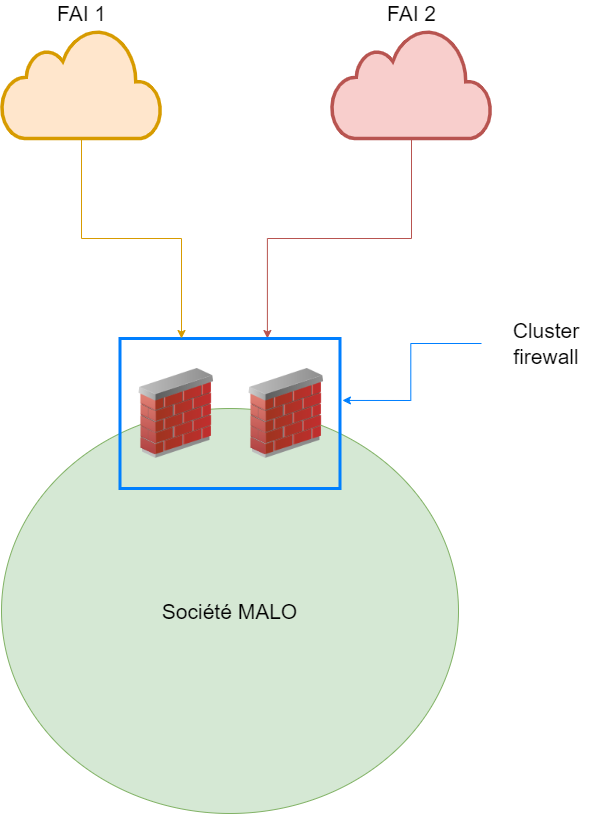 FAI 1
FAI 2
Cluster
firewall
Société MALO